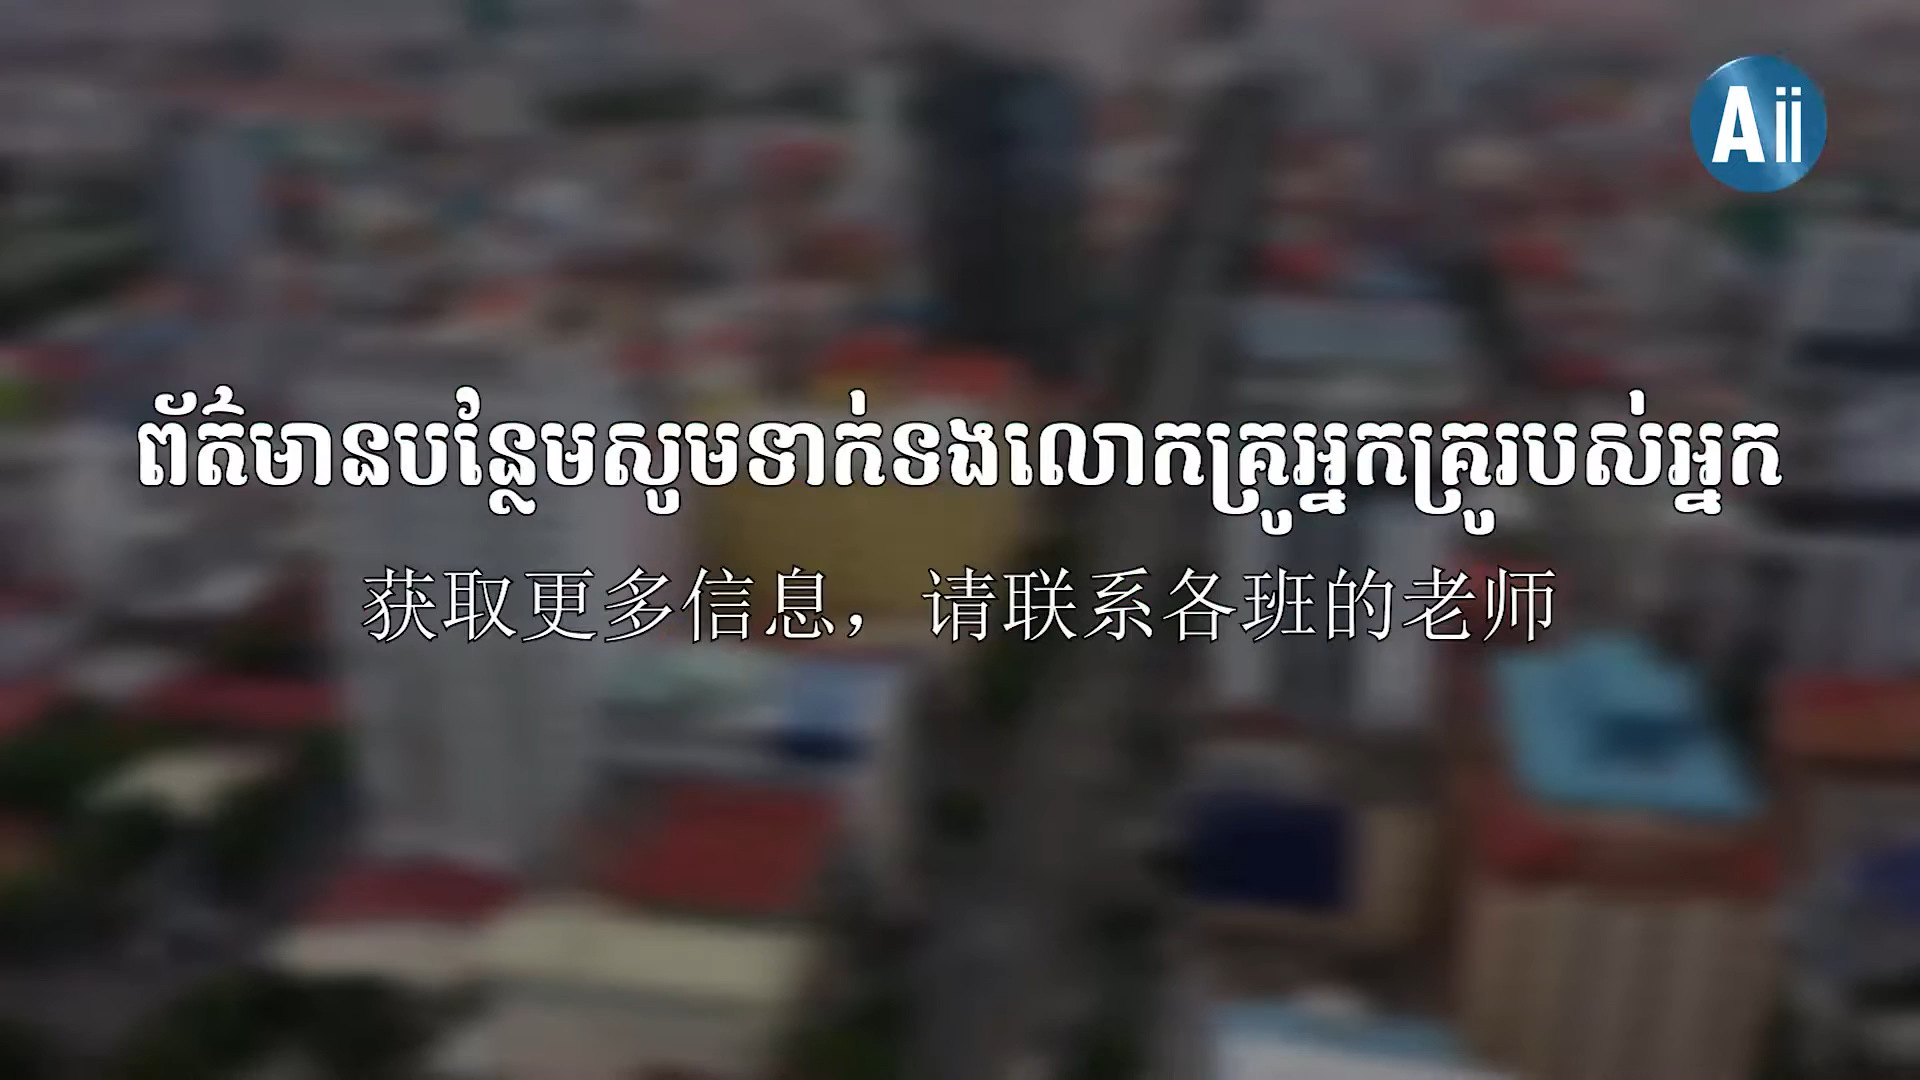 Aii
ព័ត៌មានបន្ថែមសូមទាក់ទងលោកគ្រូអ្នកគ្រូរបស់អ្នក
获取更多信息，请联系各班的老师